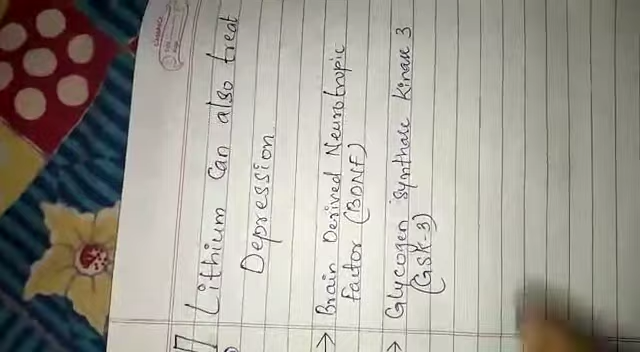 Lithium can also treat
Depression
→ Brain Derived Neurotropic
Factor (BDNF)
→ Glycogen Synthase Kinase 3
(GSK-3)